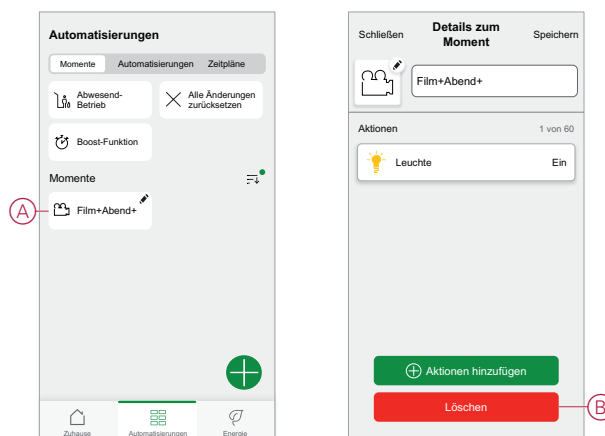 Automatisierungen
Momente Automatisierungen Zeitpläne
Abwesend-
Betrieb
Alle Änderungen
zurücksetzen
Boost-Funktion
Momente
A
Film+Abend+
Zuhause Automatisierungen Energie
Schließen
Details zum
Moment
Speichern
Film+Abend+
Aktionen 1 von 60
Leuchte Ein
Aktionen hinzufügen
Löschen
B